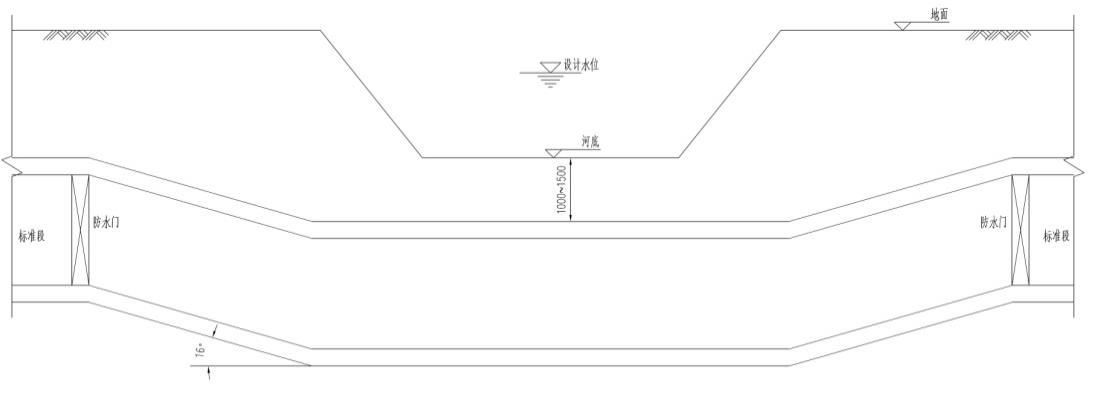 地面
设计水位
河底
1000~1500
防水门
防水门
标准段
标准段
16°